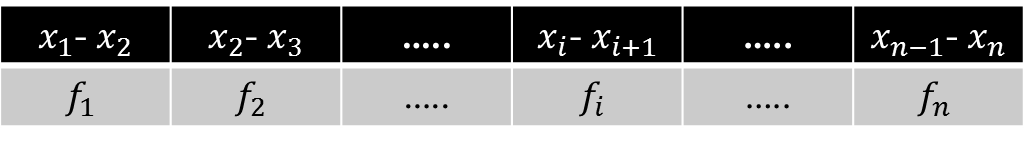 x₁- x₂ x₂- x₃ ..... xᵢ- xᵢ₊₁ ..... xₙ₋₁- xₙ
f₁ f₂ ..... fᵢ ..... fₙ